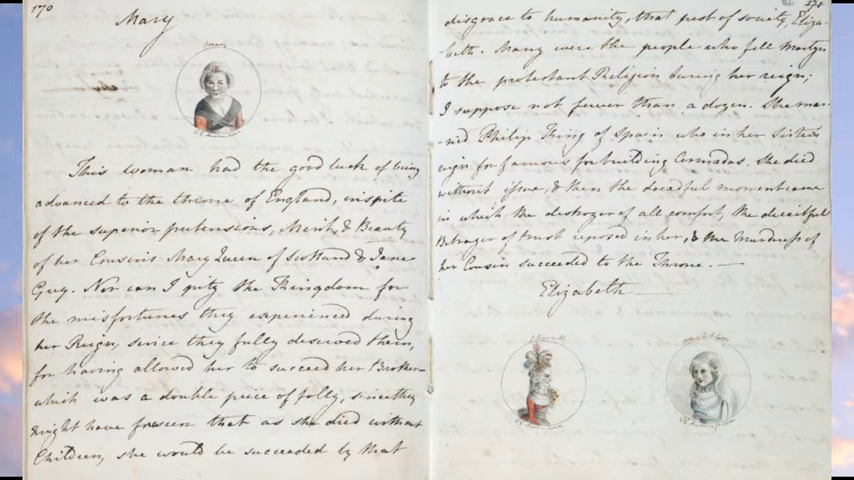 170
Mary
Mary
This woman had the good luck of being
advanced to the throne of England, inspite
of the superior pretensions, Merit, & Beauty
of her Cousins Mary Queen of Scotland & Jane
Grey. Nor can I pity the Kingdom for
the misfortunes they experienced during
her Reign, since they fully deserved them,
for having allowed her to succeed her Brother—
which was a double peice of folly, since they
might have foreseen that as she died without
Children, she would be succeeded by that
171
disgrace to humanity, that pest of society, Eliza-
beth. Many were the people who fell Martyrs
to the protestant Religion during her reign;
I suppose not fewer than a dozen. She mar-
ried Philip King of Spain who in her Sister's
reign for famous for building Armadas. She died
without issue, & then the dreadful moment came
in which the destroyer of all comfort, the deceitful
Betrayer of trust reposed in her, & the Murderess of
her Cousin succeeded to the Throne.—
Elizabeth—